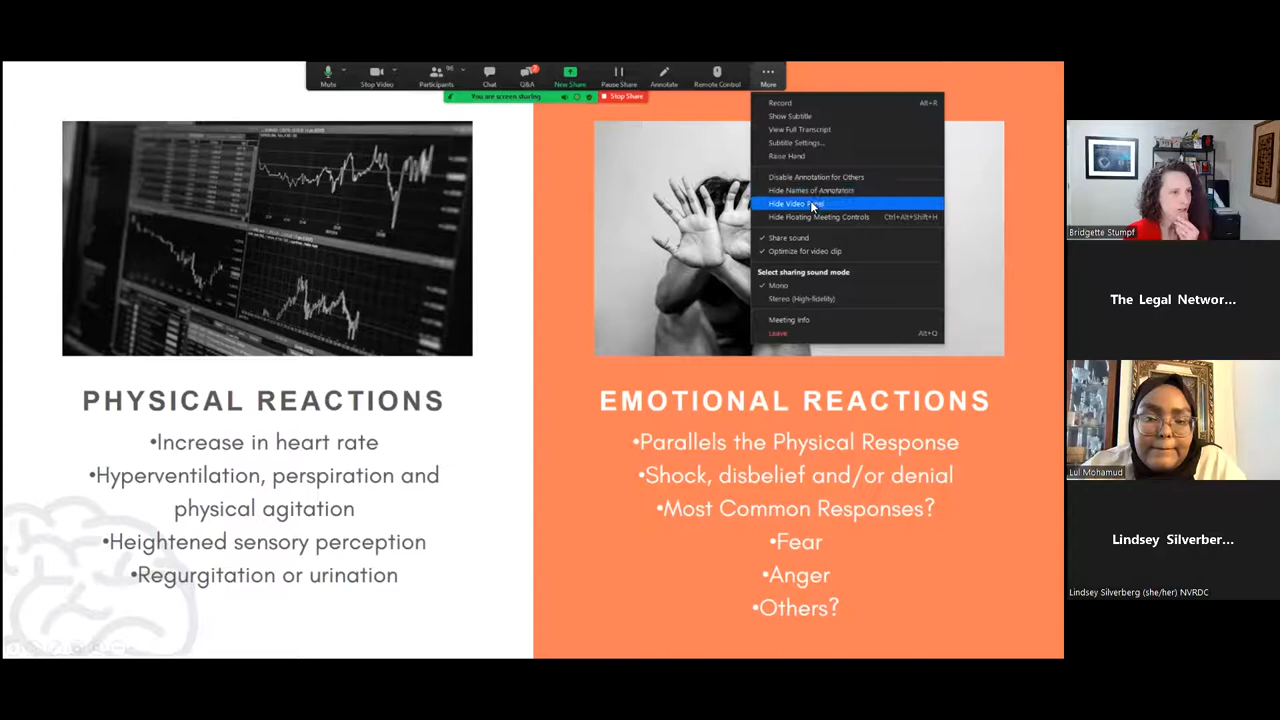 Mute
Stop Video
Participants
96
Chat
Q&A
2
New Share
Pause Share
Annotate
Remote Control
More
You are screen sharing
Stop Share
Record Alt+R
Show Subtitle
View Full Transcript
Subtitle Settings...
Raise Hand
Disable Annotation for Others
Hide Names of Annotators
Hide Video Panel
Hide Floating Meeting Controls Ctrl+Alt+Shift+H
Share sound
Optimize for video clip
Select sharing sound mode
Mono
Stereo (High-fidelity)
Meeting Info
Leave Alt+Q
PHYSICAL REACTIONS
•Increase in heart rate
•Hyperventilation, perspiration and
physical agitation
•Heightened sensory perception
•Regurgitation or urination
EMOTIONAL REACTIONS
•Parallels the Physical Response
•Shock, disbelief and/or denial
•Most Common Responses?
•Fear
•Anger
•Others?
Bridgette Stumpf
The Legal Networ...
Lul Mohamud
Lindsey Silverber...
Lindsey Silverberg (she/her) NVRDC